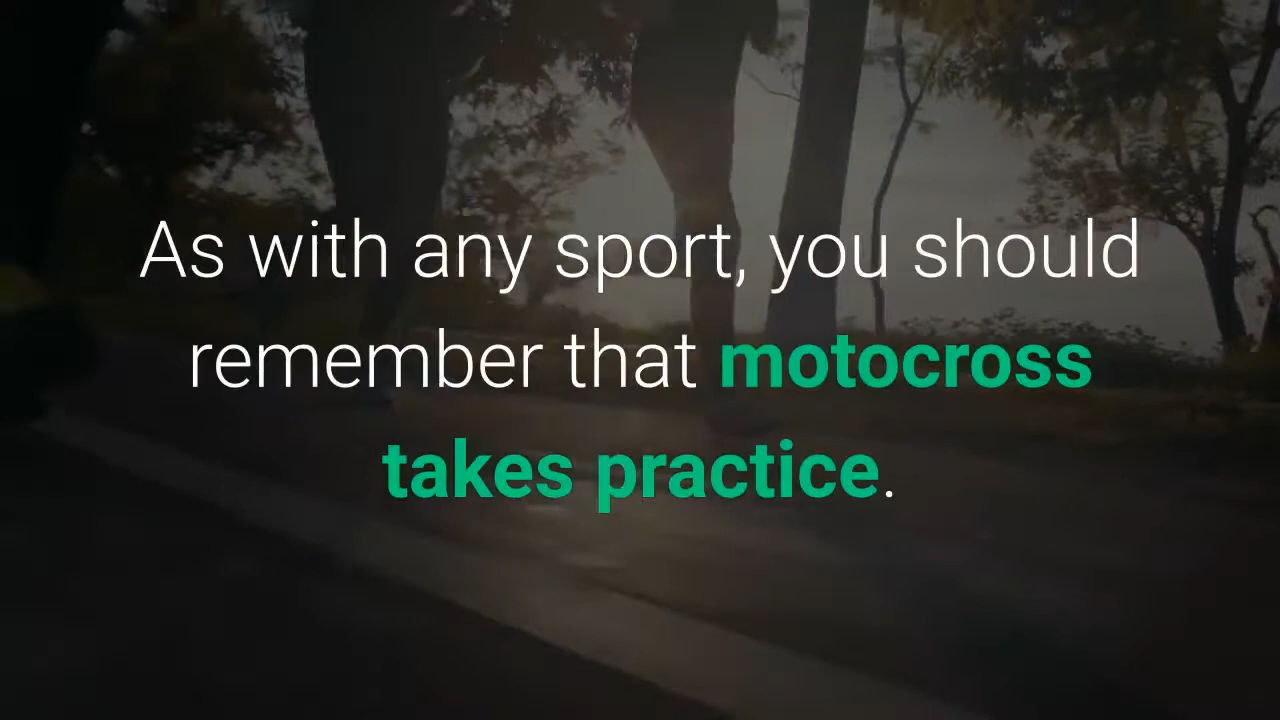 As with any sport, you should
remember that motocross
takes practice.